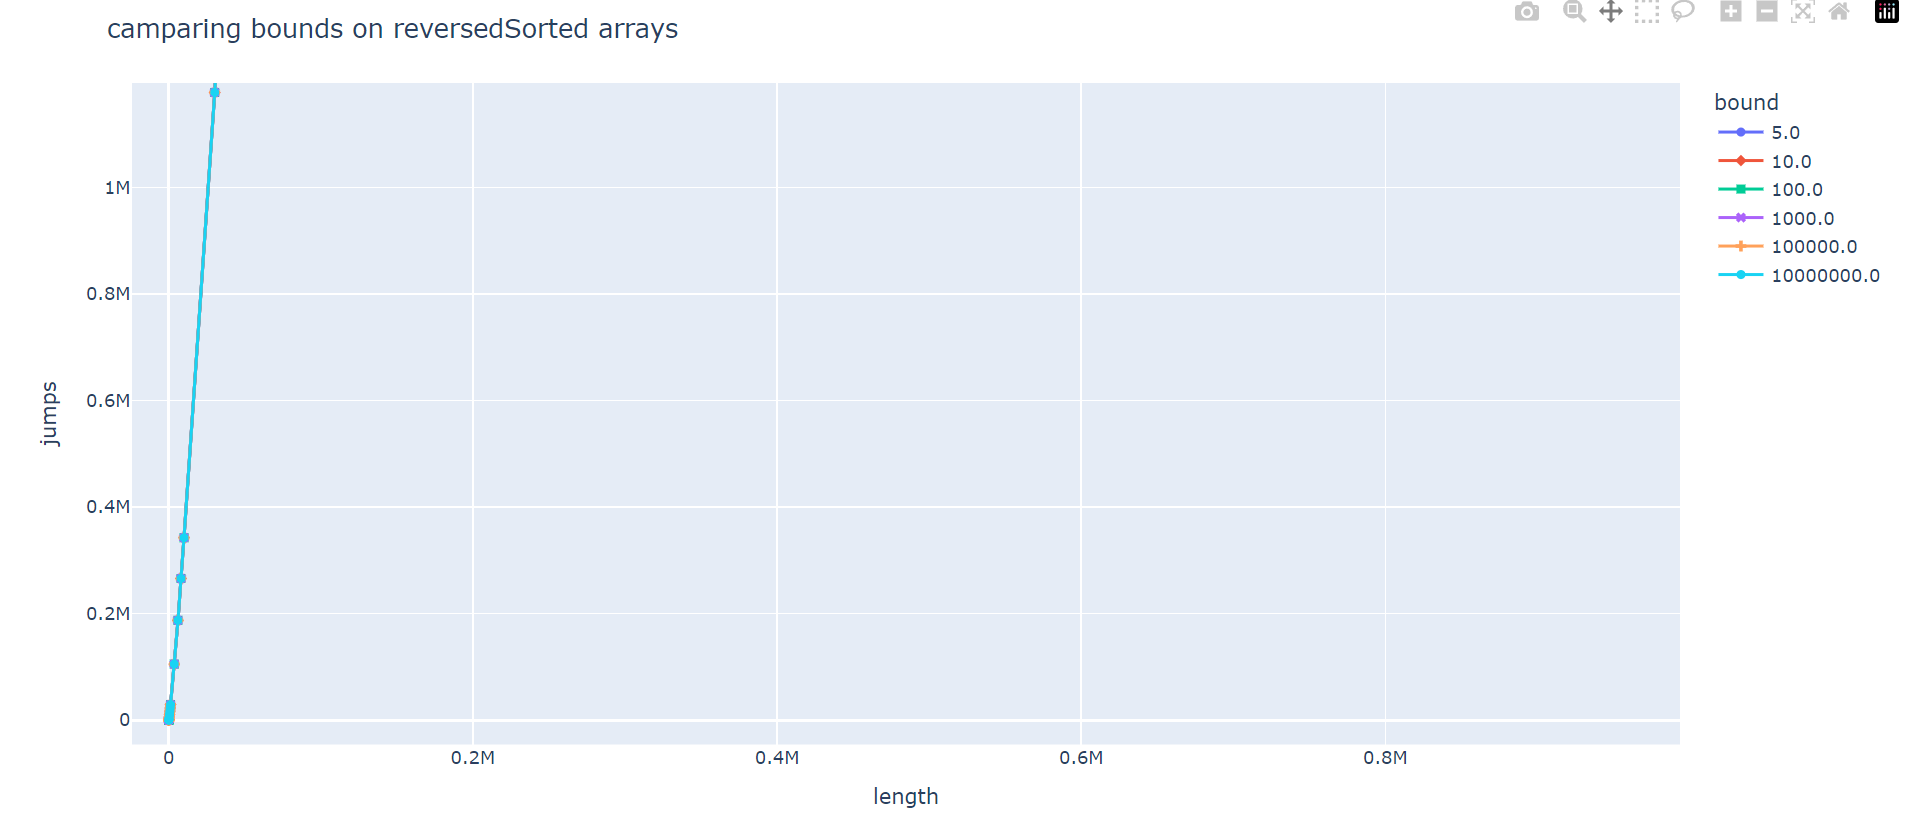 camparing bounds on reversedSorted arrays
bound
5.0
10.0
100.0
1000.0
100000.0
10000000.0
1M
0.8M
0.6M
0.4M
0.2M
0
jumps
0
0.2M
0.4M
0.6M
0.8M
length